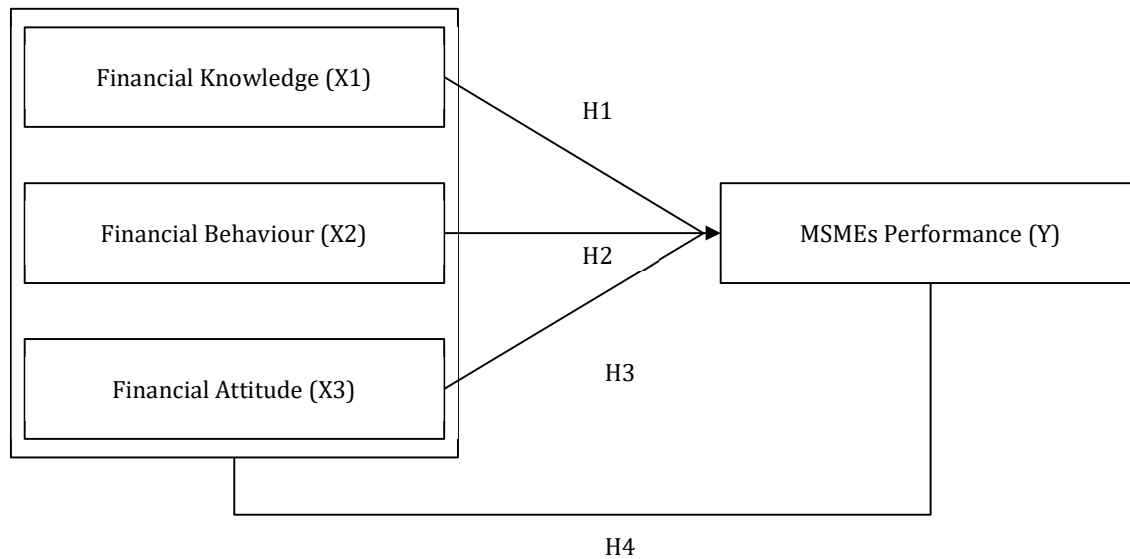 Financial Knowledge (X1)
H1
Financial Behaviour (X2)
MSMEs Performance (Y)
H2
H3
Financial Attitude (X3)
H4